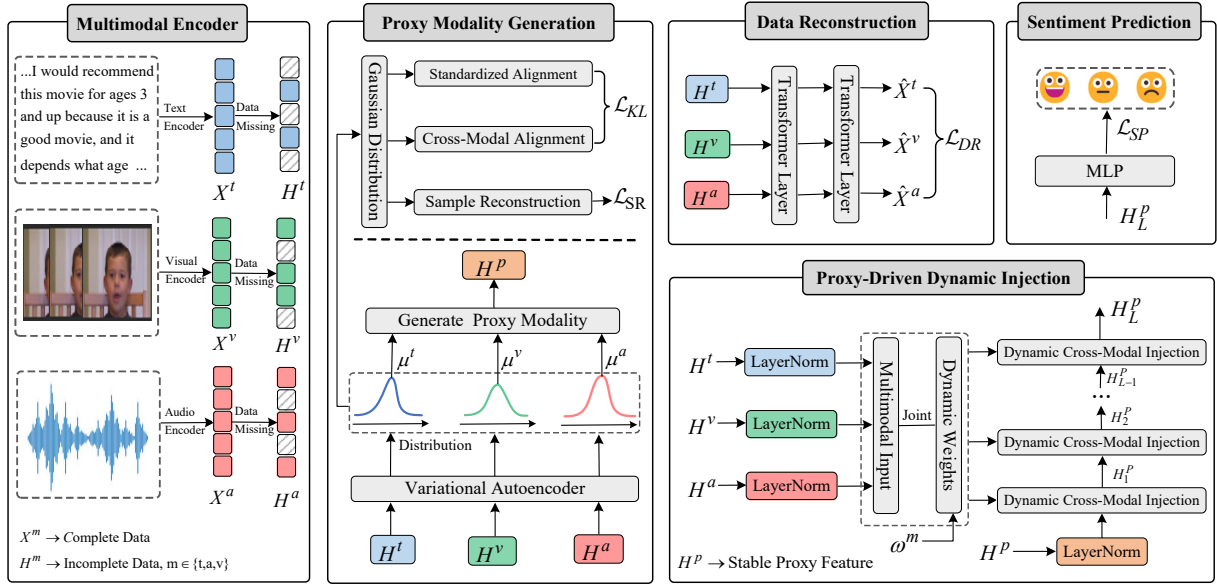 Multimodal Encoder
...I would recommend
this movie for ages 3
and up because it is a
good movie, and it
depends what age ...
Text
Encoder
Data
Missing
X^t
H^t
Visual
Encoder
Data
Missing
X^v
H^v
Audio
Encoder
Data
Missing
X^a
H^a
X^m → Complete Data
H^m → Incomplete Data, m ∈ {t,a,v}
Proxy Modality Generation
Gaussian Distribution
Standardized Alignment
Cross-Modal Alignment
ℒ_KL
Sample Reconstruction
ℒ_SR
H^p
Generate Proxy Modality
μ^t
μ^v
μ^a
Distribution
Variational Autoencoder
H^t
H^v
H^a
Data Reconstruction
H^t
H^v
H^a
Transformer Layer
Transformer Layer
X̂^t
X̂^v
X̂^a
ℒ_DR
Sentiment Prediction
ℒ_SP
MLP
H_L^p
Proxy-Driven Dynamic Injection
H^t
LayerNorm
H^v
LayerNorm
H^a
LayerNorm
Multimodal Input
Joint
Dynamic Weights
ω^m
H_L^p
Dynamic Cross-Modal Injection
H_{L-1}^P
...
H_2^P
Dynamic Cross-Modal Injection
H_1^P
Dynamic Cross-Modal Injection
H^p
LayerNorm
H^p → Stable Proxy Feature